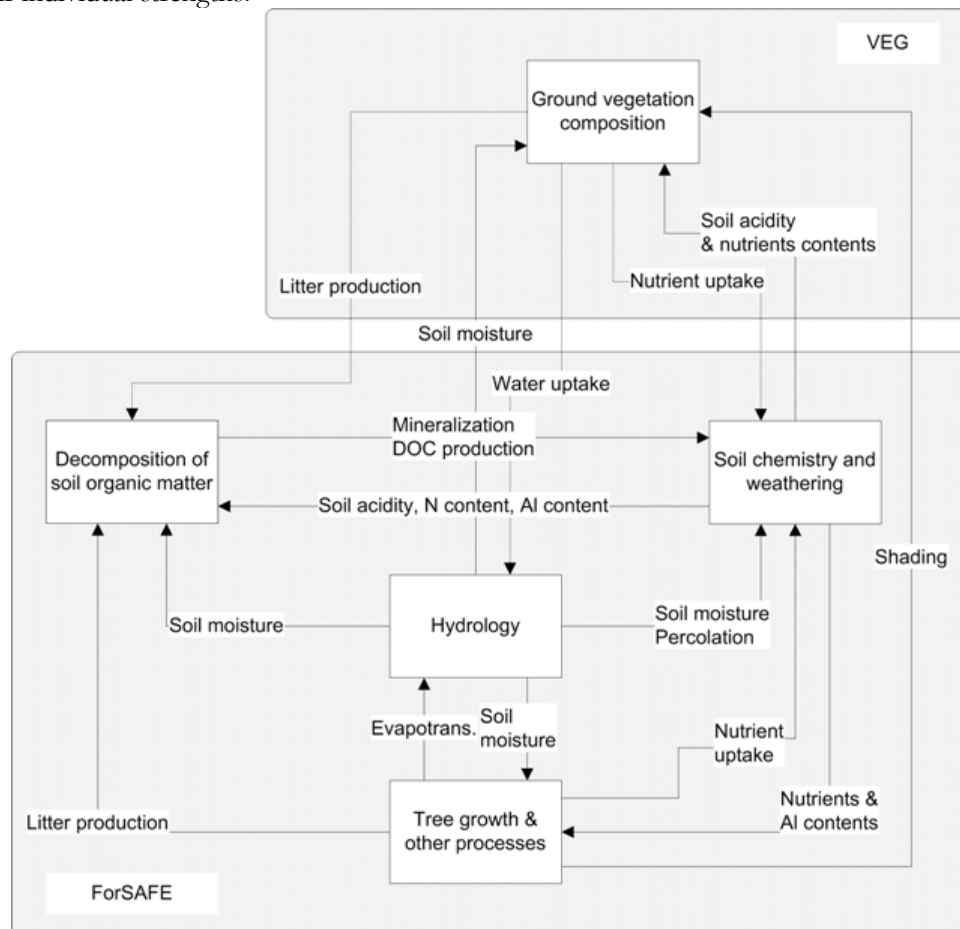 individual strengths.
VEG
Ground vegetation
composition
Soil acidity
& nutrients contents
Litter production
Nutrient uptake
Soil moisture
Water uptake
Mineralization
DOC production
Decomposition of
soil organic matter
Soil chemistry and
weathering
Soil acidity, N content, Al content
Shading
Soil moisture
Hydrology
Soil moisture
Percolation
Evapotrans.
Soil
moisture
Nutrient
uptake
Litter production
Tree growth &
other processes
Nutrients &
Al contents
ForSAFE